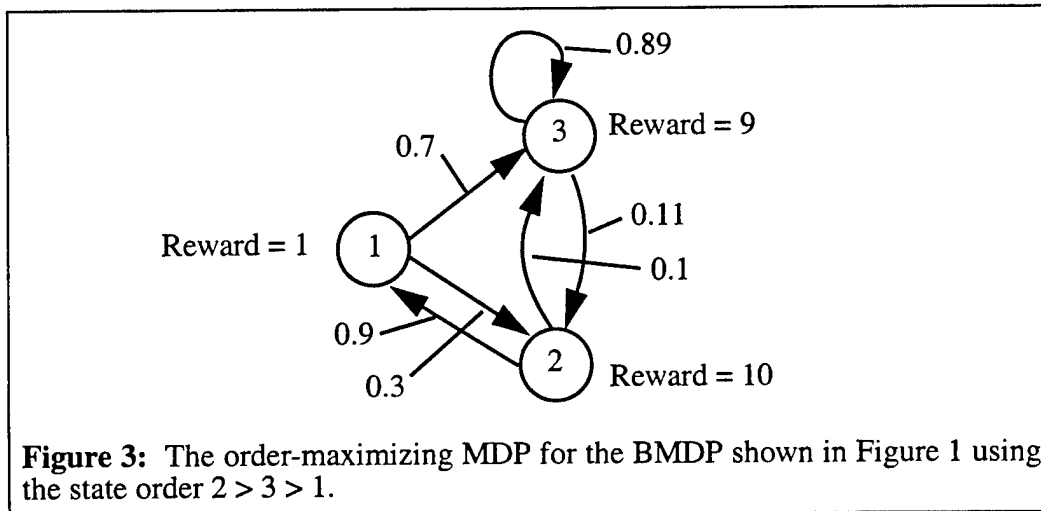 0.89
3
Reward = 9
0.7
0.11
Reward = 1
1
0.1
0.9
0.3
2
Reward = 10
Figure 3: The order-maximizing MDP for the BMDP shown in Figure 1 using
the state order 2 > 3 > 1.